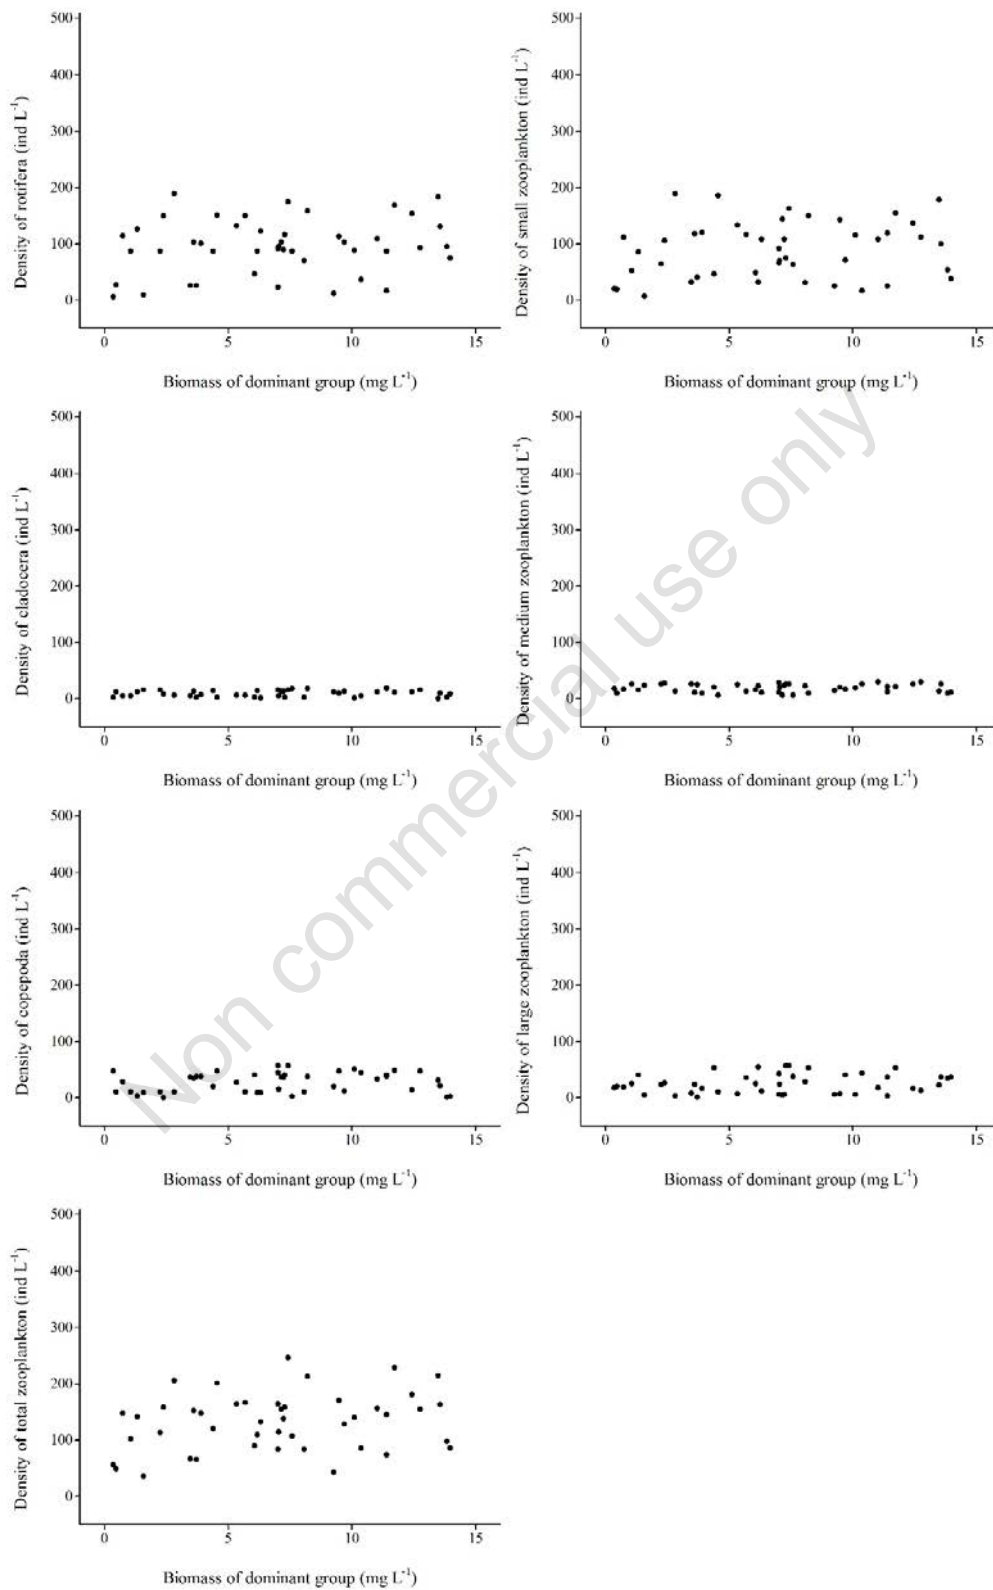 500
400
300
200
100
0
Density of rotifera (ind L⁻¹)
0 5 10 15
Biomass of dominant group (mg L⁻¹)
500
400
300
200
100
0
Density of small zooplankton (ind L⁻¹)
0 5 10 15
Biomass of dominant group (mg L⁻¹)
500
400
300
200
100
0
Density of cladocera (ind L⁻¹)
0 5 10 15
Biomass of dominant group (mg L⁻¹)
500
400
300
200
100
0
Density of medium zooplankton (ind L⁻¹)
0 5 10 15
Biomass of dominant group (mg L⁻¹)
500
400
300
200
100
0
Density of copepoda (ind L⁻¹)
0 5 10 15
Biomass of dominant group (mg L⁻¹)
500
400
300
200
100
0
Density of large zooplankton (ind L⁻¹)
0 5 10 15
Biomass of dominant group (mg L⁻¹)
500
400
300
200
100
0
Density of total zooplankton (ind L⁻¹)
0 5 10 15
Biomass of dominant group (mg L⁻¹)
Non commercial use only